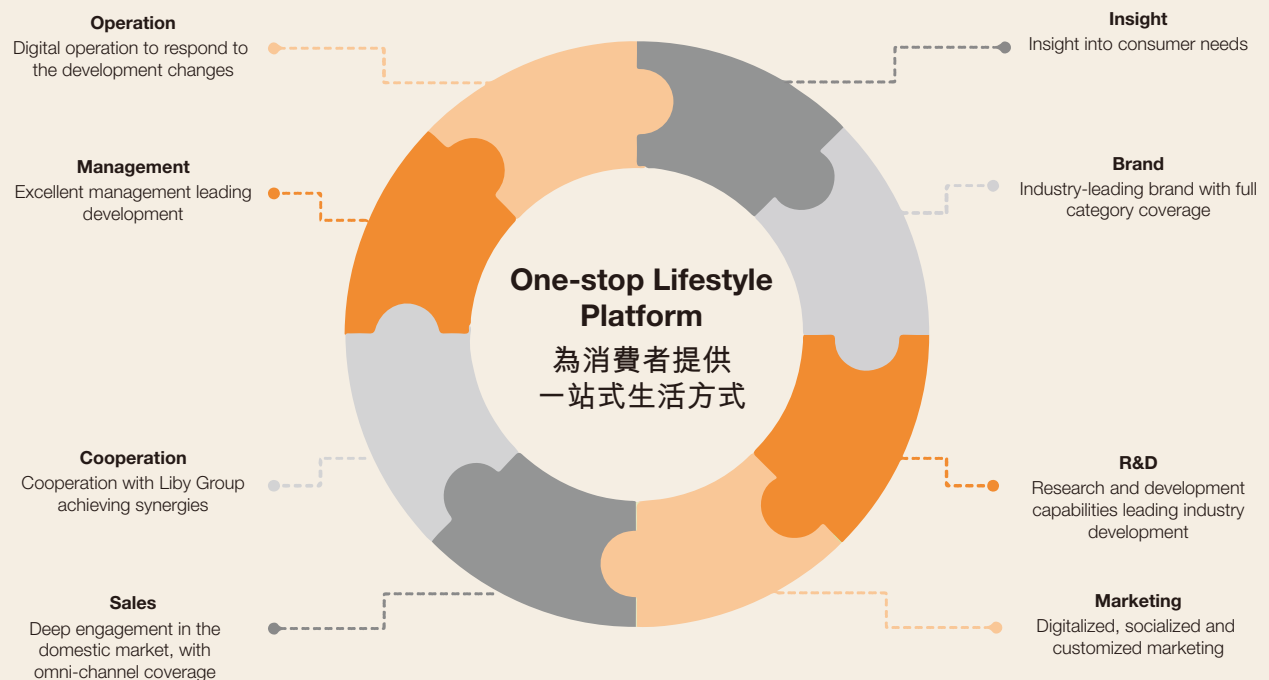 Operation
Digital operation to respond to
the development changes
Management
Excellent management leading
development
Cooperation
Cooperation with Liby Group
achieving synergies
Sales
Deep engagement in the
domestic market, with
omni-channel coverage
One-stop Lifestyle
Platform
為消費者提供
一站式生活方式
Insight
Insight into consumer needs
Brand
Industry-leading brand with full
category coverage
R&D
Research and development
capabilities leading industry
development
Marketing
Digitalized, socialized and
customized marketing